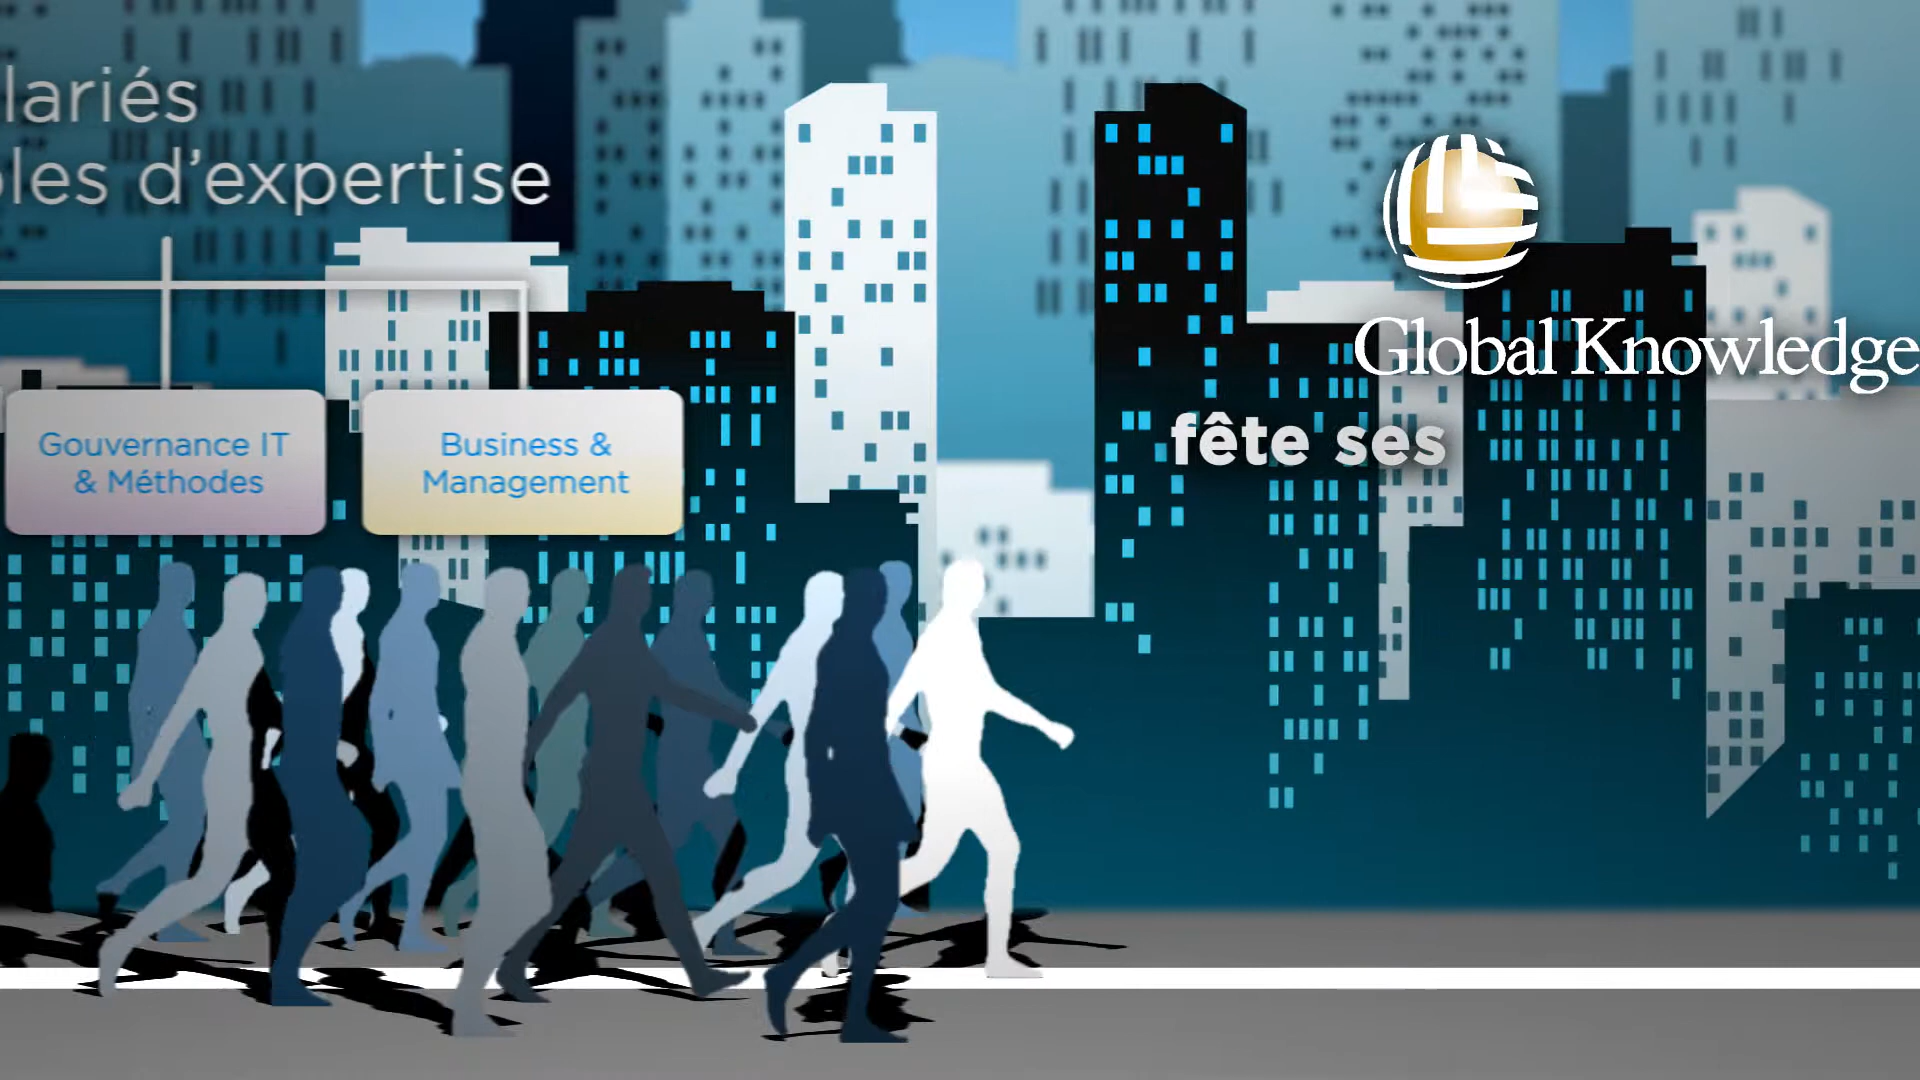 lariés
les d'expertise
Gouvernance IT
& Méthodes
Business &
Management
Global Knowledge
fête ses